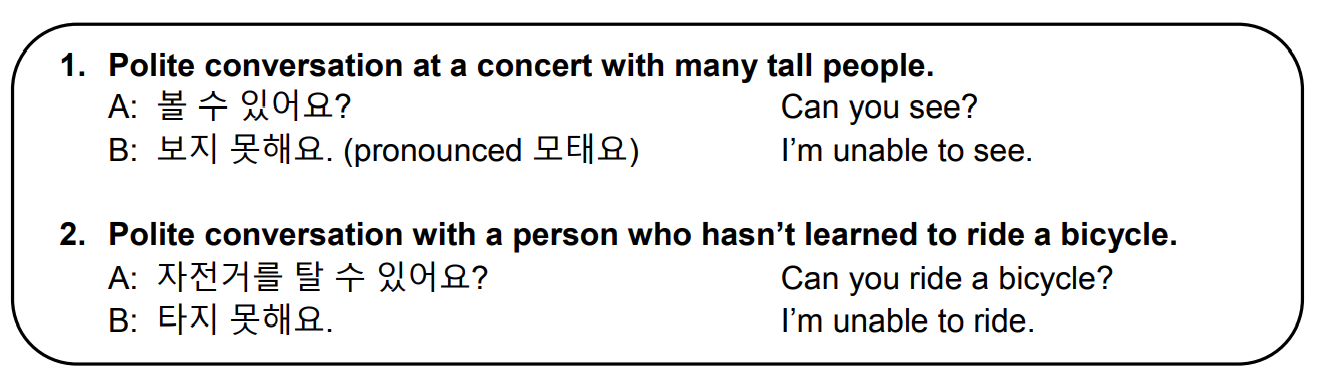 1. Polite conversation at a concert with many tall people.
A: 볼 수 있어요? Can you see?
B: 보지 못해요. (pronounced 모태요) I'm unable to see.
2. Polite conversation with a person who hasn't learned to ride a bicycle.
A: 자전거를 탈 수 있어요? Can you ride a bicycle?
B: 타지 못해요. I'm unable to ride.